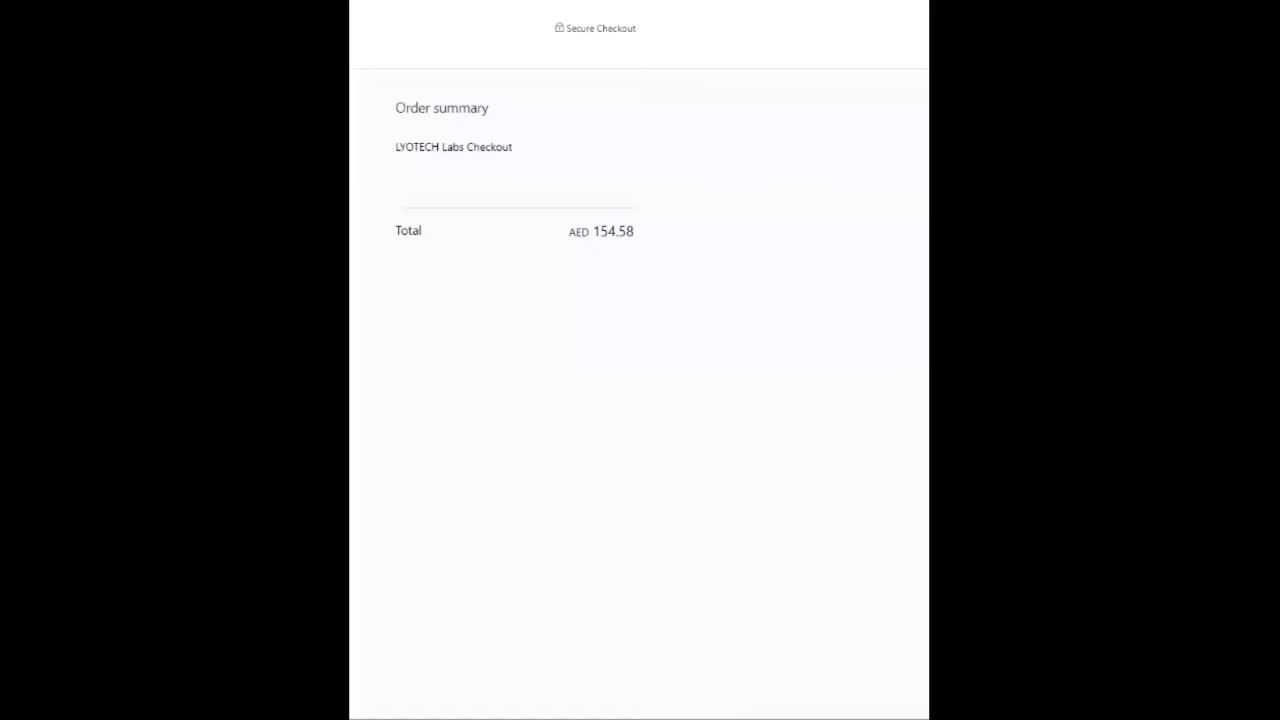 Secure Checkout
Order summary
LYOTECH Labs Checkout
Total AED 154.58